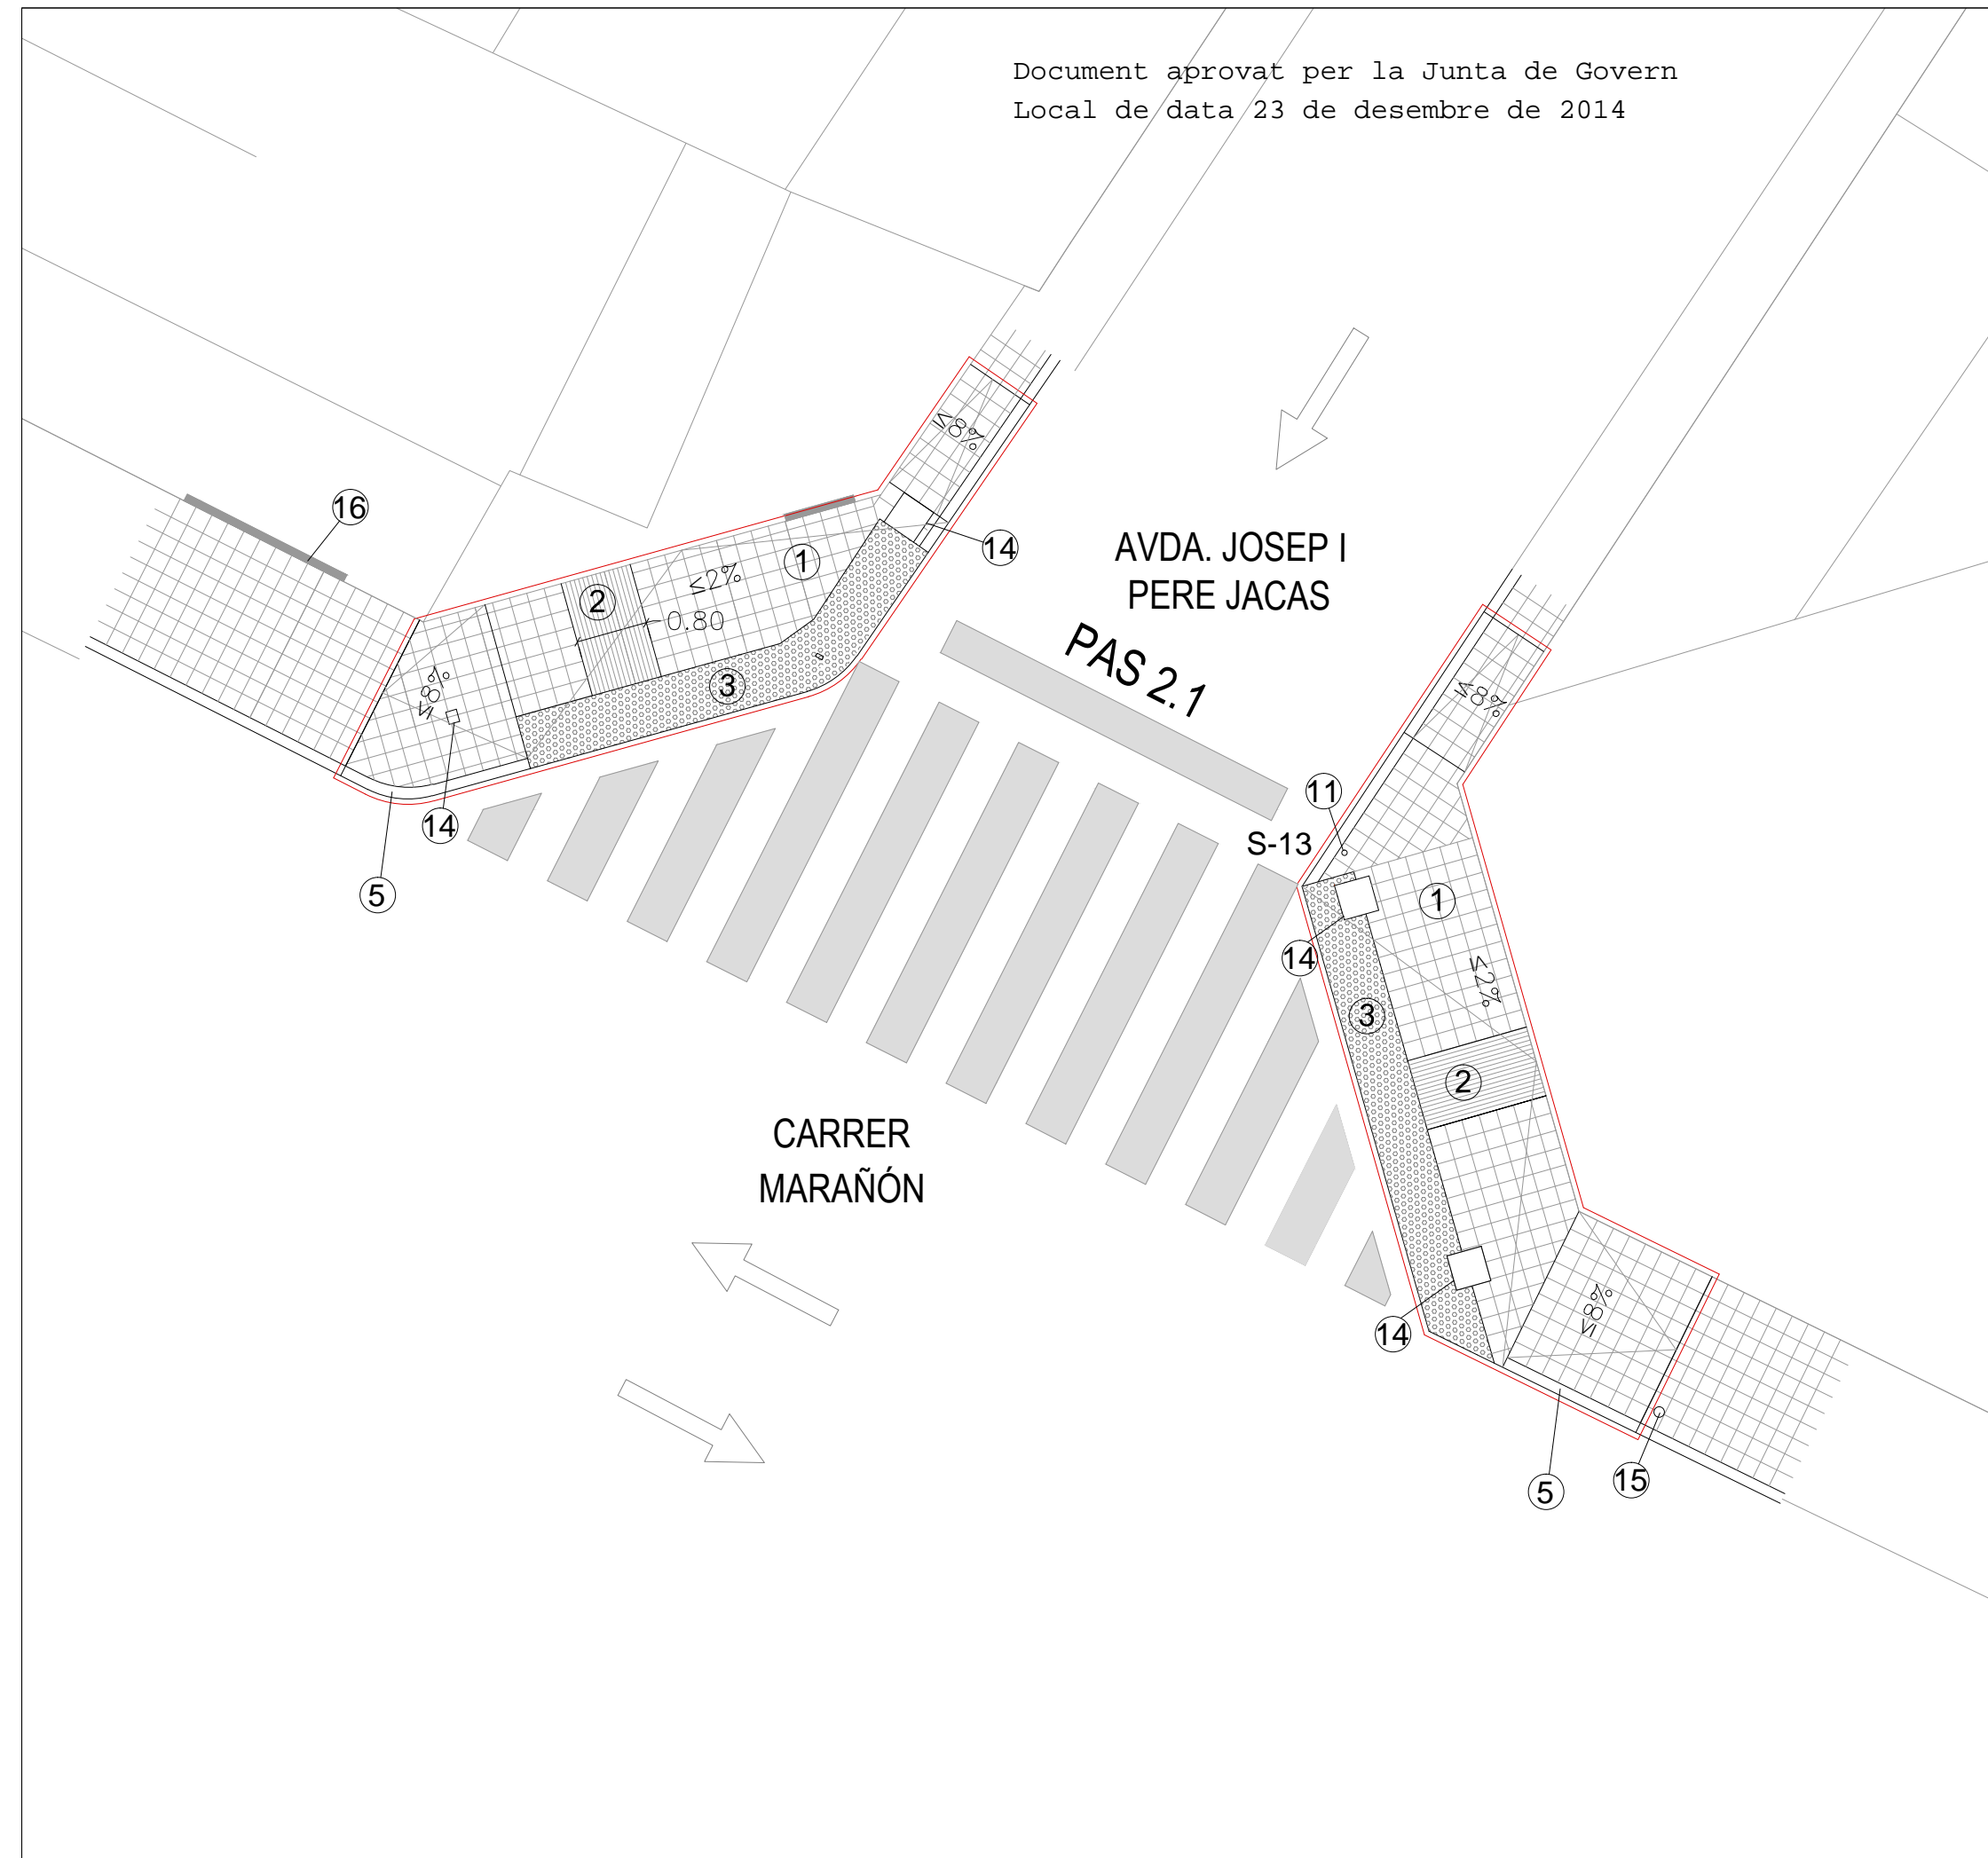 Document aprovat per la Junta de Govern
Local de data 23 de desembre de 2014
≤8%
16
14
AVDA. JOSEP I
PERE JACAS
1
≤2%
2
0.80
PAS 2.1
3
≤8%
≤8%
14
5
11
S-13
1
14
≤2%
3
2
CARRER
MARAÑÓN
≤8%
14
15
5